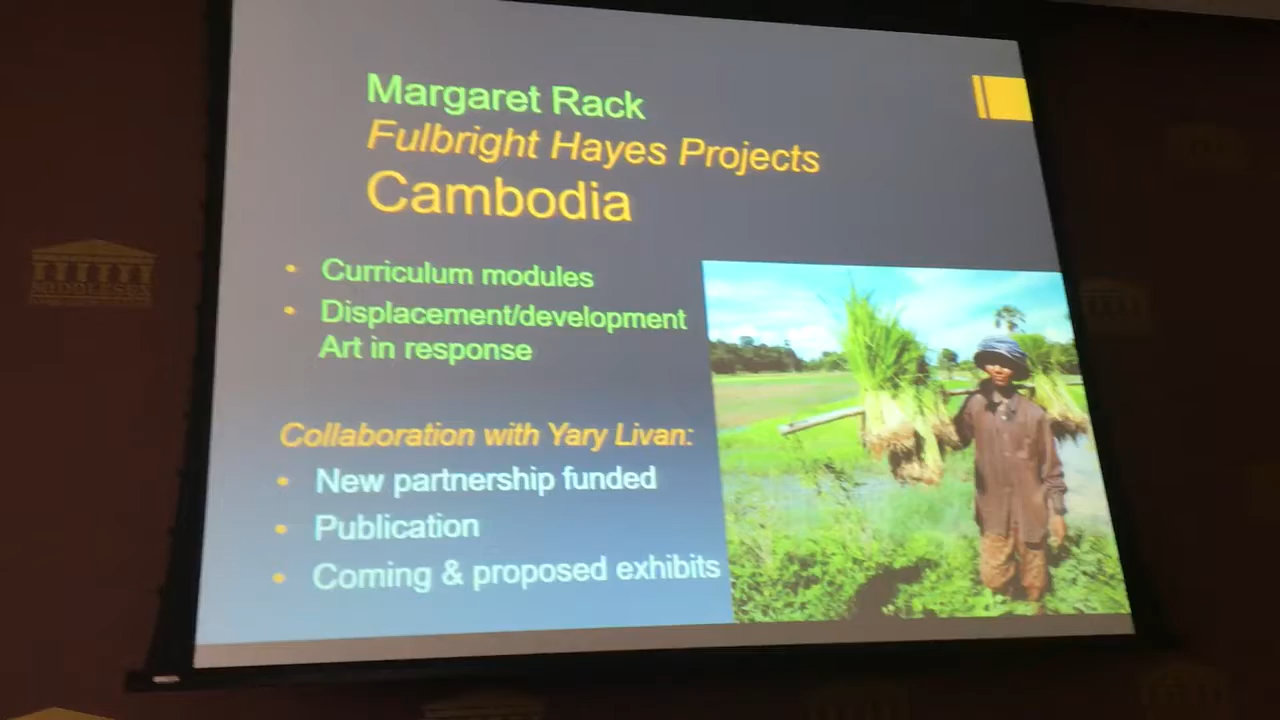 Margaret Rack
Fulbright Hayes Projects
Cambodia
• Curriculum modules
• Displacement/development
Art in response
Collaboration with Yary Livan:
• New partnership funded
• Publication
• Coming & proposed exhibits
MIDDLESEX